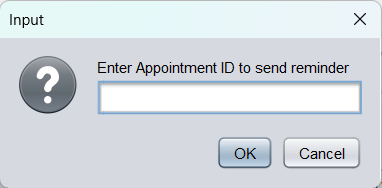 Input
Enter Appointment ID to send reminder
OK
Cancel